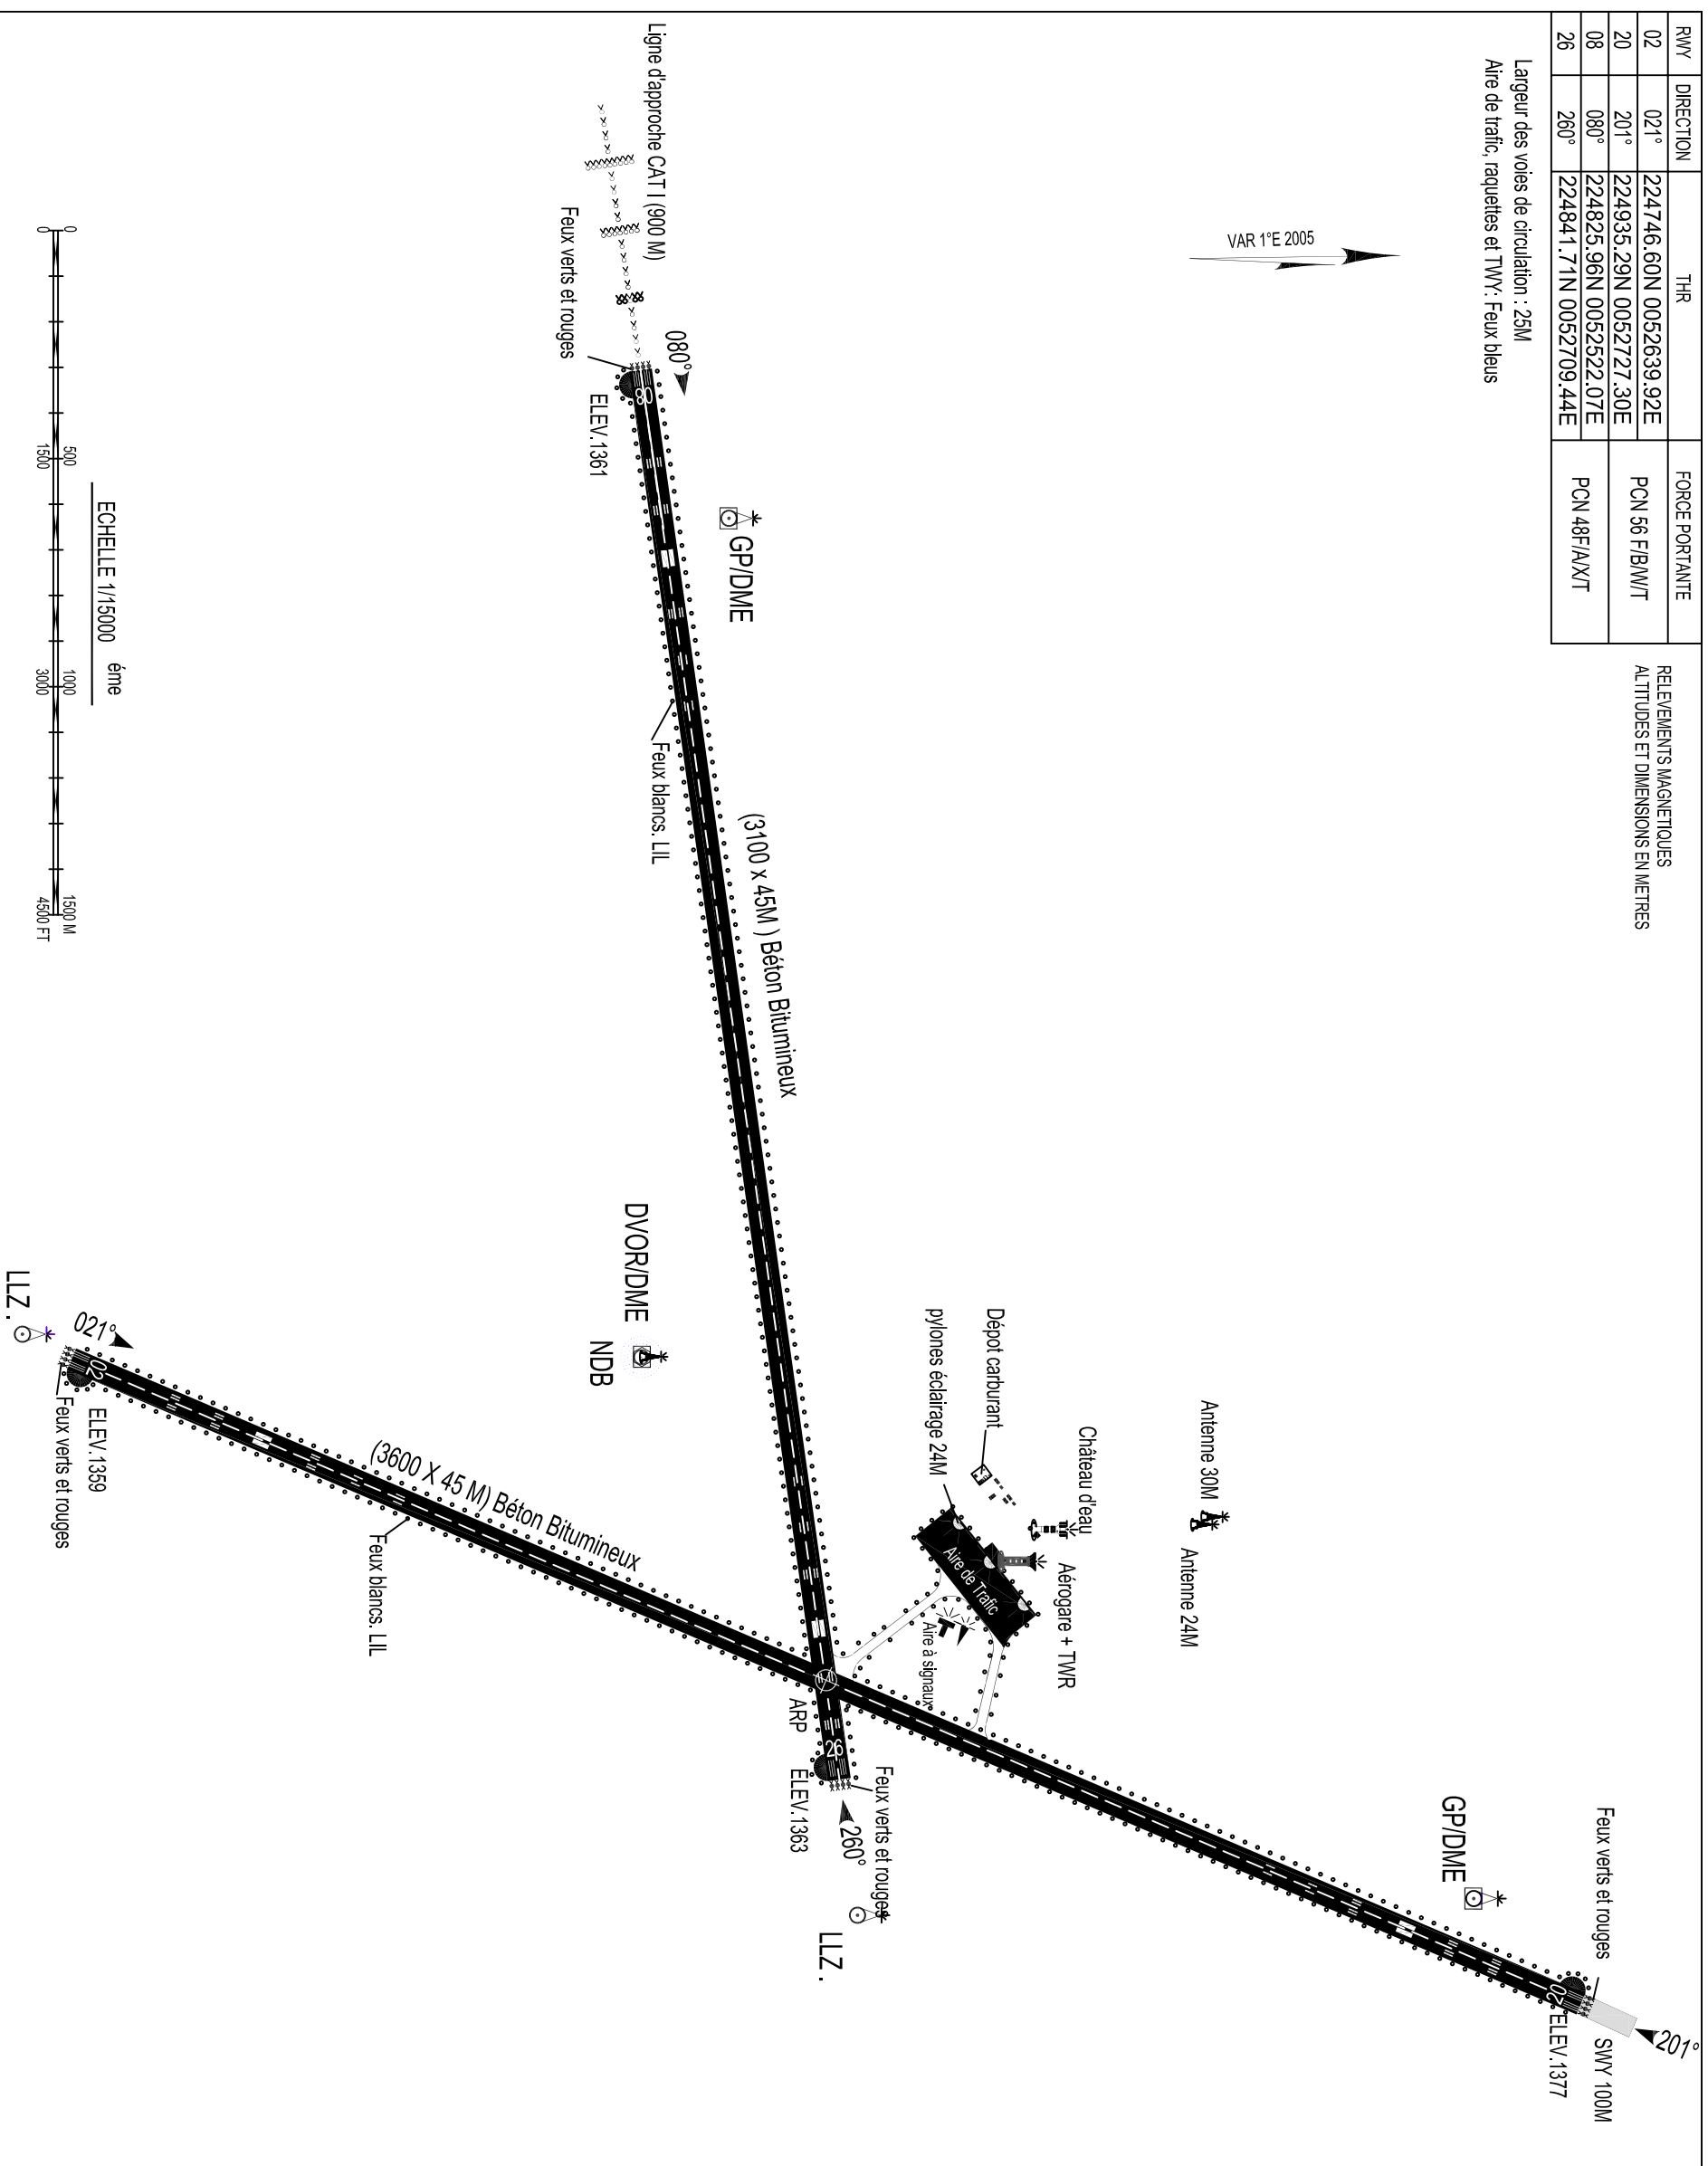 RWY DIRECTION THR FORCE PORTANTE
02 021° 224746.60N 0052639.92E PCN 56 F/B/W/T
20 201° 224935.29N 0052727.30E
08 080° 224825.96N 0052522.07E PCN 48F/A/X/T
26 260° 224841.71N 0052709.44E
RELEVEMENTS MAGNETIQUES
ALTITUDES ET DIMENSIONS EN METRES
Largeur des voies de circulation : 25M
Aire de trafic, raquettes et TWY: Feux bleus
VAR 1°E 2005
Feux verts et rouges
SWY 100M
201°
20
ELEV.1377
GP/DME
Antenne 30M
Antenne 24M
Château d'eau
Aérogare + TWR
Dépot carburant
pylones éclairage 24M
Aire de Trafic
Aire à signaux
Feux verts et rouges
260°
26
ELEV.1363
LLZ .
ARP
(3100 x 45M ) Béton Bitumineux
GP/DME
080°
08
Ligne d'approche CAT I (900 M)
Feux verts et rouges
ELEV.1361
Feux blancs. LIL
DVOR/DME
NDB
(3600 X 45 M) Béton Bitumineux
Feux blancs. LIL
021°
02
ELEV.1359
Feux verts et rouges
LLZ .
ECHELLE 1/15000 éme
0 500 1000 1500 M
0 1500 3000 4500 FT